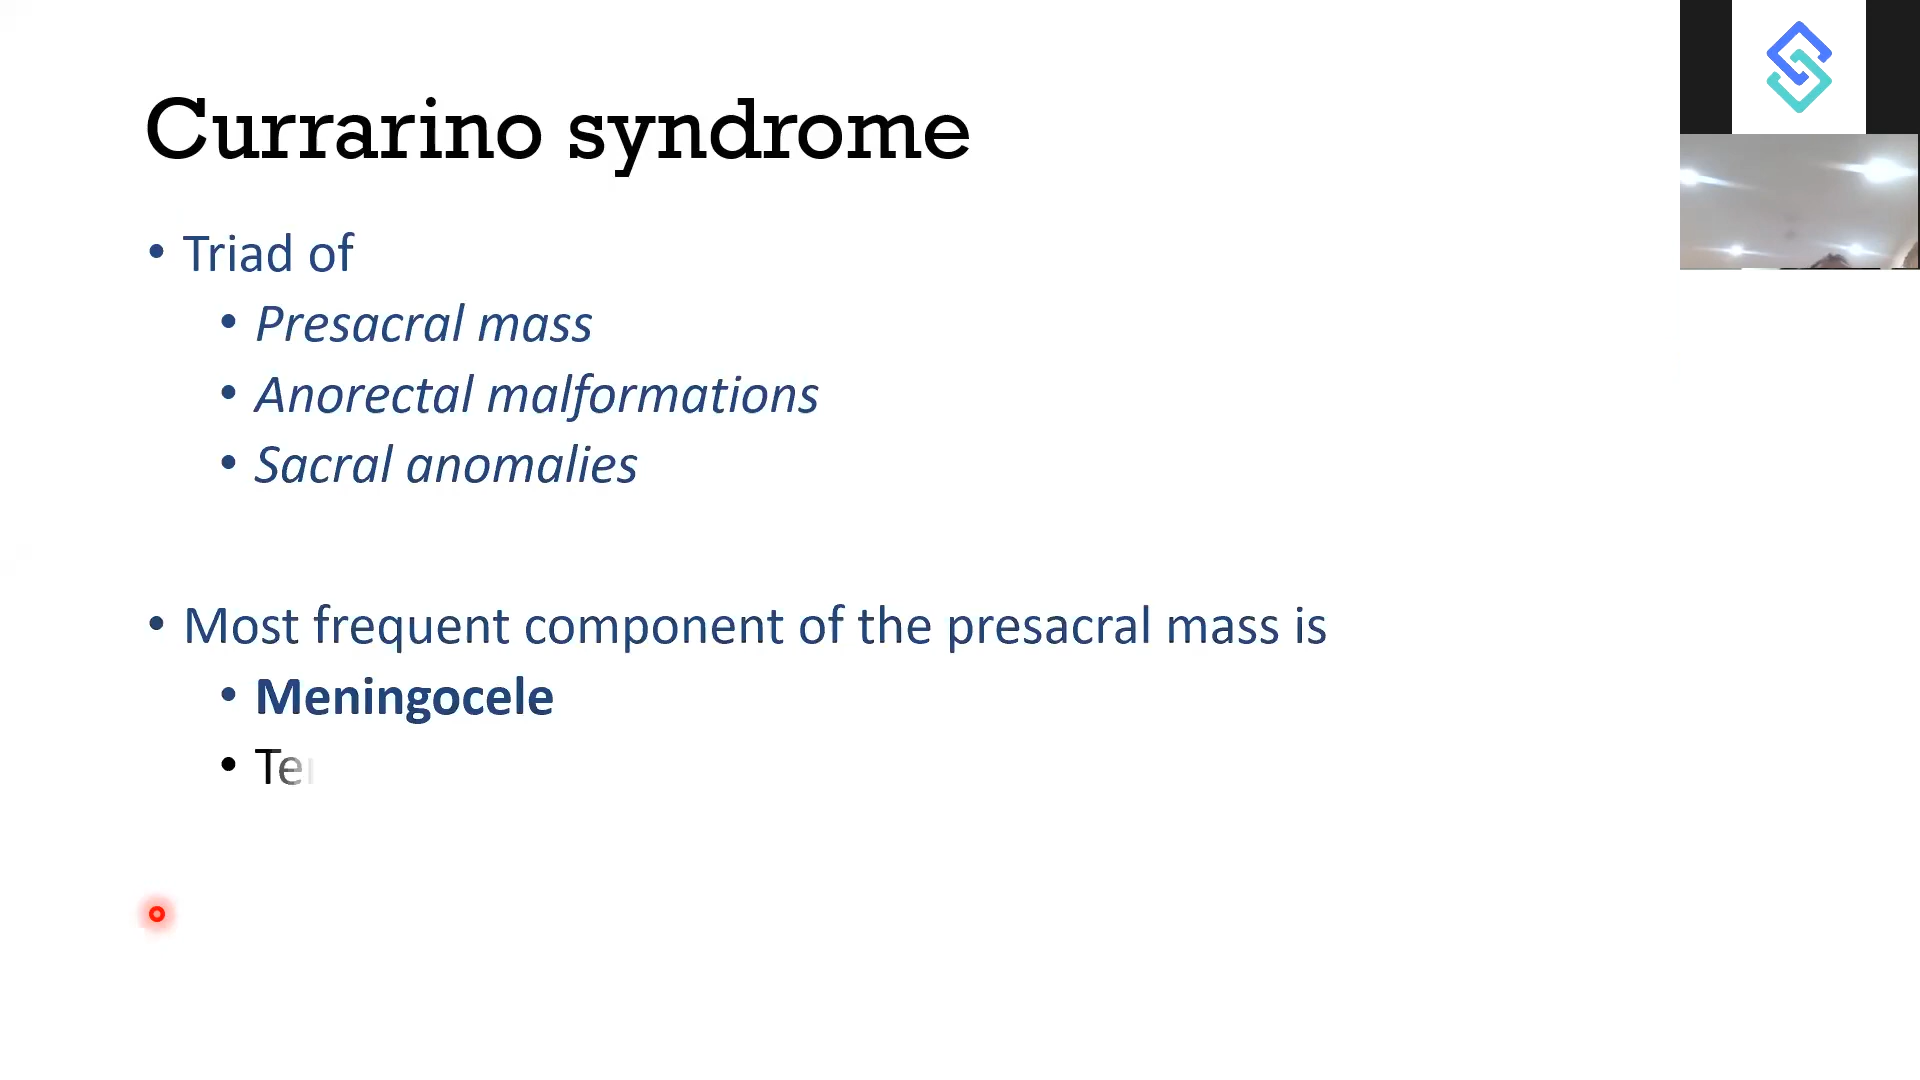 Currarino syndrome
• Triad of
• Presacral mass
• Anorectal malformations
• Sacral anomalies
• Most frequent component of the presacral mass is
• Meningocele